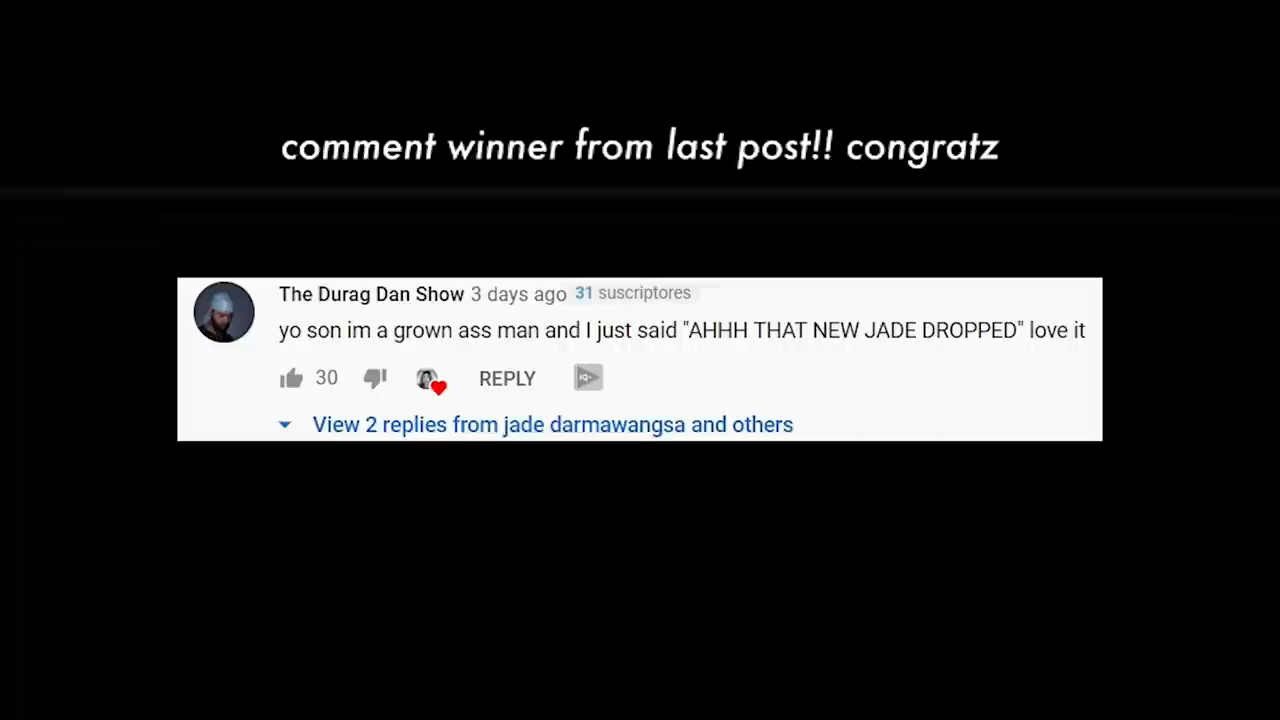 comment winner from last post!! congratz
The Durag Dan Show 3 days ago 31 suscriptores
yo son im a grown ass man and I just said "AHHH THAT NEW JADE DROPPED" love it
30 REPLY IQ
View 2 replies from jade darmawangsa and others